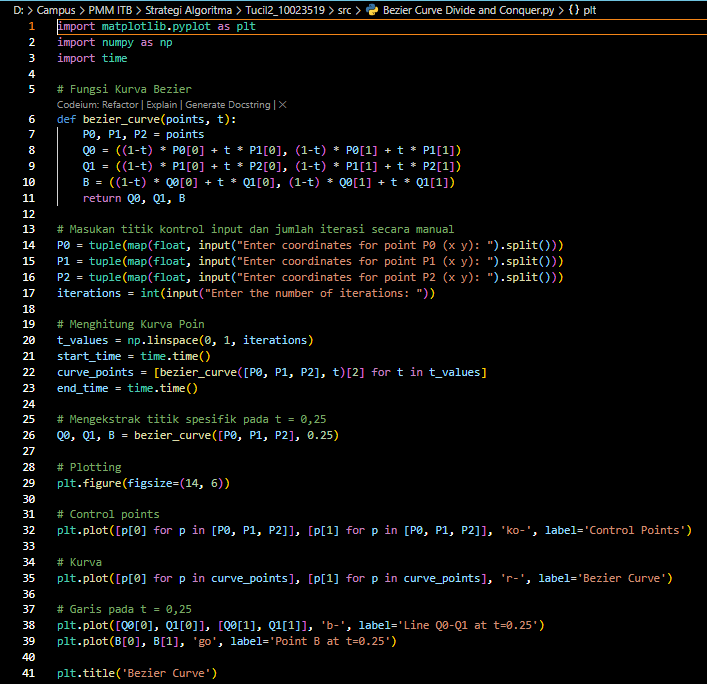 D: > Campus > PMM ITB > Strategi Algoritma > Tucil2_10023519 > src > Bezier Curve Divide and Conquer.py > {} plt
1 import matplotlib.pyplot as plt
2 import numpy as np
3 import time
4
5 # Fungsi Kurva Bezier
Codeium: Refactor | Explain | Generate Docstring | ×
6 def bezier_curve(points, t):
7     P0, P1, P2 = points
8     Q0 = ((1-t) * P0[0] + t * P1[0], (1-t) * P0[1] + t * P1[1])
9     Q1 = ((1-t) * P1[0] + t * P2[0], (1-t) * P1[1] + t * P2[1])
10     B = ((1-t) * Q0[0] + t * Q1[0], (1-t) * Q0[1] + t * Q1[1])
11     return Q0, Q1, B
12
13 # Masukan titik kontrol input dan jumlah iterasi secara manual
14 P0 = tuple(map(float, input("Enter coordinates for point P0 (x y): ").split()))
15 P1 = tuple(map(float, input("Enter coordinates for point P1 (x y): ").split()))
16 P2 = tuple(map(float, input("Enter coordinates for point P2 (x y): ").split()))
17 iterations = int(input("Enter the number of iterations: "))
18
19 # Menghitung Kurva Poin
20 t_values = np.linspace(0, 1, iterations)
21 start_time = time.time()
22 curve_points = [bezier_curve([P0, P1, P2], t)[2] for t in t_values]
23 end_time = time.time()
24
25 # Mengekstrak titik spesifik pada t = 0,25
26 Q0, Q1, B = bezier_curve([P0, P1, P2], 0.25)
27
28 # Plotting
29 plt.figure(figsize=(14, 6))
30
31 # Control points
32 plt.plot([p[0] for p in [P0, P1, P2]], [p[1] for p in [P0, P1, P2]], 'ko-', label='Control Points')
33
34 # Kurva
35 plt.plot([p[0] for p in curve_points], [p[1] for p in curve_points], 'r-', label='Bezier Curve')
36
37 # Garis pada t = 0,25
38 plt.plot([Q0[0], Q1[0]], [Q0[1], Q1[1]], 'b-', label='Line Q0-Q1 at t=0.25')
39 plt.plot(B[0], B[1], 'go', label='Point B at t=0.25')
40
41 plt.title('Bezier Curve')